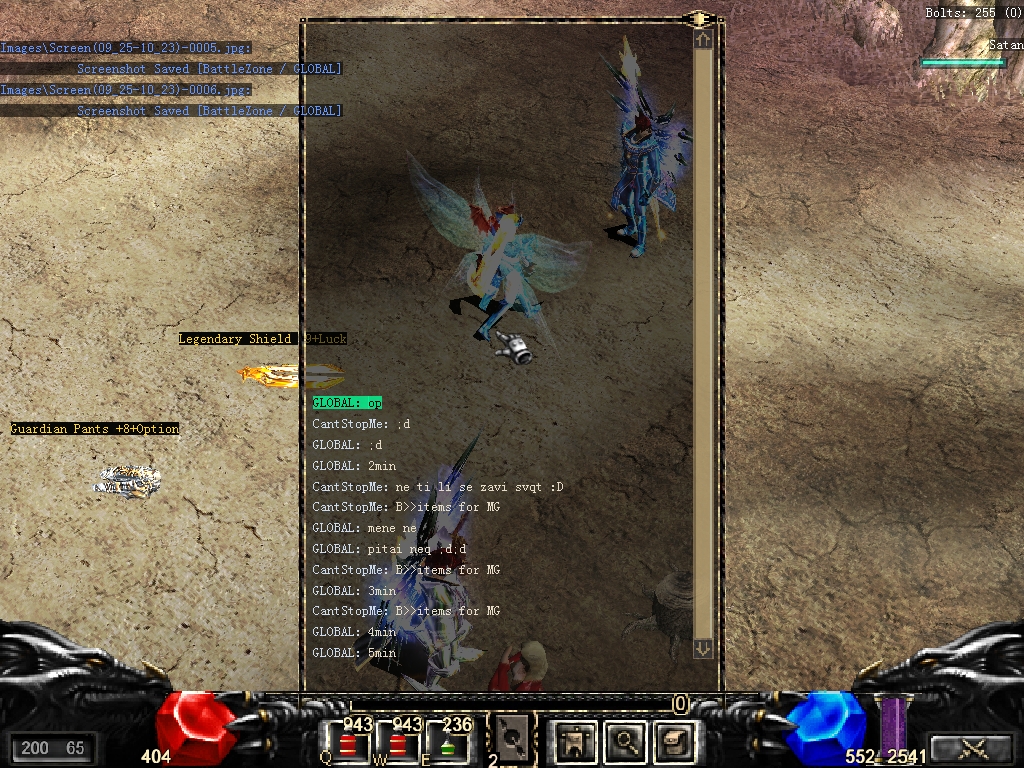 Bolts: 255 (0)
Satan
Images\Screen(09_25-10_23)-0005.jpg:
Screenshot Saved [BattleZone / GLOBAL]
Images\Screen(09_25-10_23)-0006.jpg:
Screenshot Saved [BattleZone / GLOBAL]
Legendary Shield +9+Luck
Guardian Pants +8+Option
GLOBAL: op
CantStopMe: ;d
GLOBAL: ;d
GLOBAL: 2min
CantStopMe: ne ti li se zavi svqt :D
CantStopMe: B>>items for MG
GLOBAL: mene ne
GLOBAL: pitai neq ;d;d
CantStopMe: B>>items for MG
GLOBAL: 3min
CantStopMe: B>>items for MG
GLOBAL: 4min
GLOBAL: 5min
0
943 943 236
Q W E 2
200 65
404
552 2541